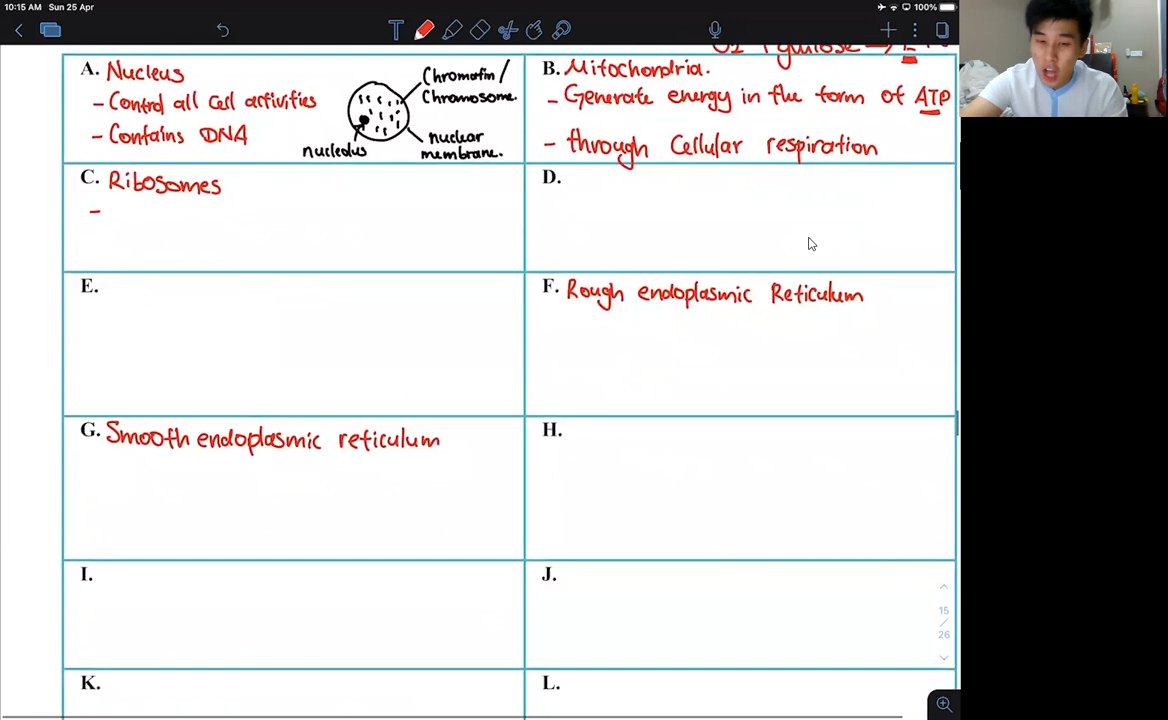 10:15 AM Sun 25 Apr
100%
T
A. Nucleus
- Control all cell activities
- Contains DNA
Chromatin /
Chromosome.
nucleolus
nuclear
membrane.
B. Mitochondria.
- Generate energy in the form of ATP
- through Cellular respiration
C. Ribosomes
-
D.
E.
F. Rough endoplasmic Reticulum
G. Smooth endoplasmic reticulum
H.
I.
J.
15
/
26
K.
L.